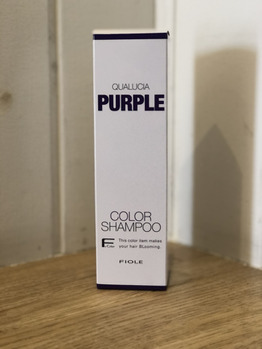 QUALUCIA
PURPLE
COLOR
SHAMPOO
F This color item makes
your hair BLooming.
FIOLE